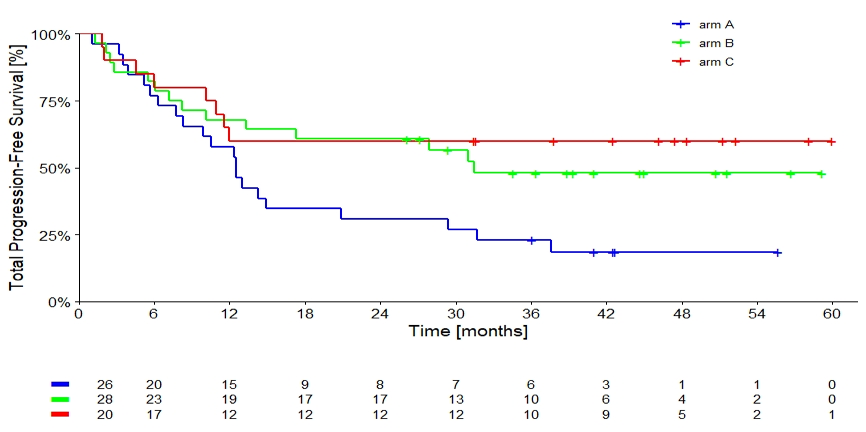 arm A
arm B
arm C
Total Progression-Free Survival [%]
100%
75%
50%
25%
0%
0 6 12 18 24 30 36 42 48 54 60
Time [months]
26 20 15 9 8 7 6 3 1 1 0
28 23 19 17 17 13 10 6 4 2 0
20 17 12 12 12 12 10 9 5 2 1